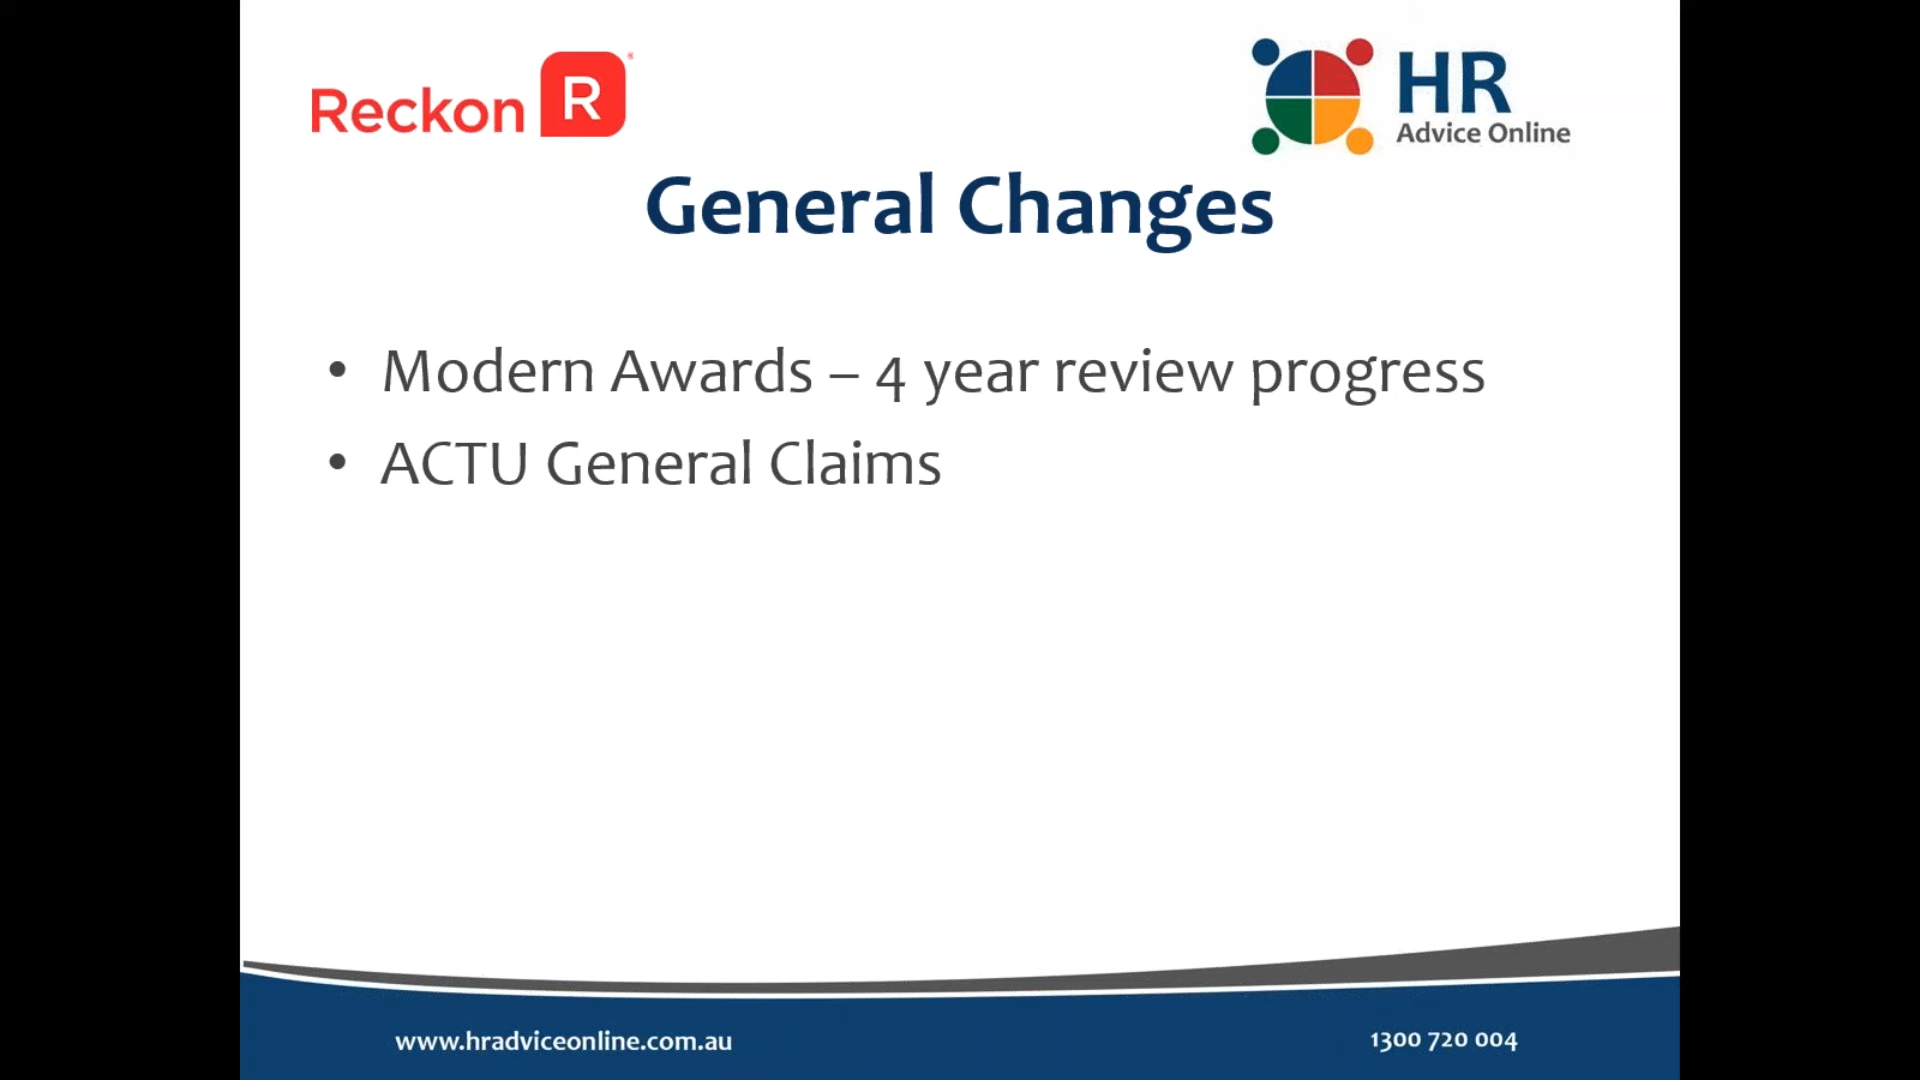 Reckon R
HR
Advice Online
General Changes
• Modern Awards – 4 year review progress
• ACTU General Claims
www.hradviceonline.com.au
1300 720 004